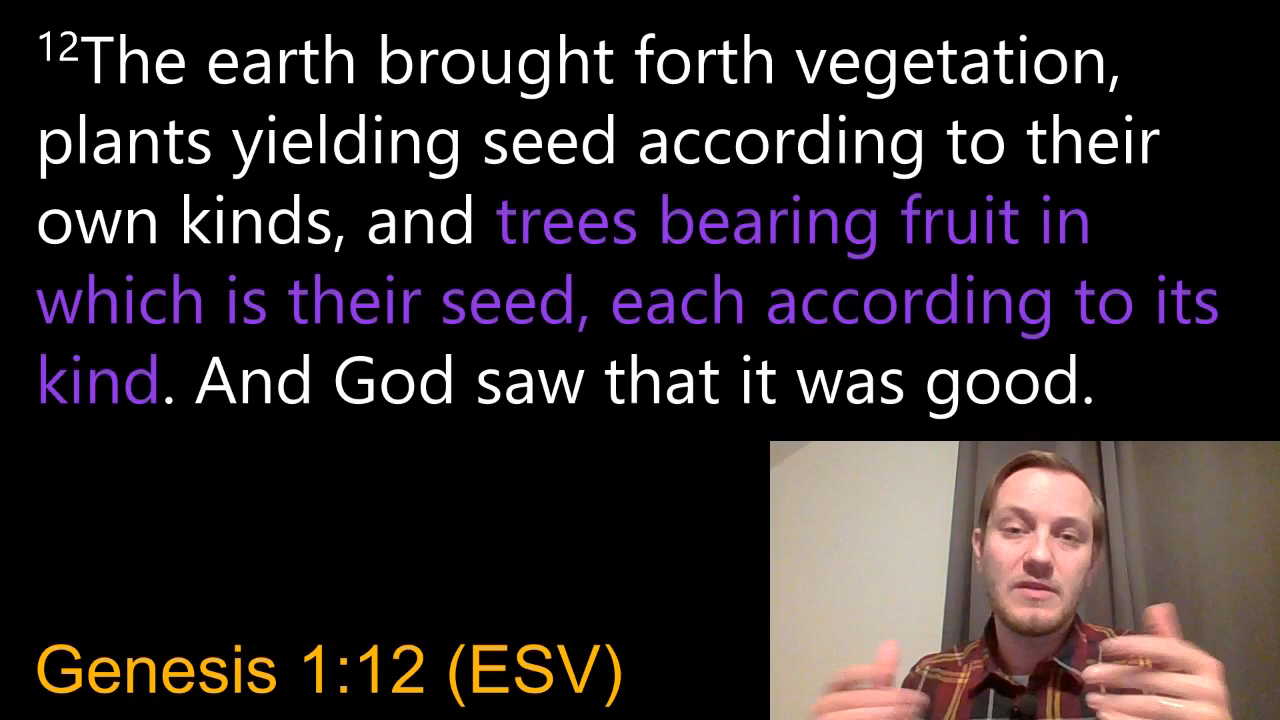 12The earth brought forth vegetation,
plants yielding seed according to their
own kinds, and trees bearing fruit in
which is their seed, each according to its
kind. And God saw that it was good.
Genesis 1:12 (ESV)